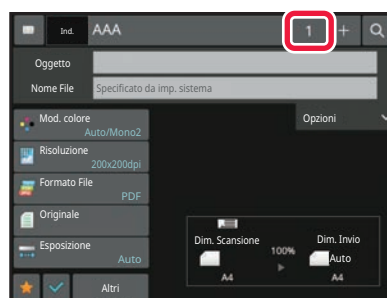 Ind. AAA 1 +
Oggetto
Nome File Specificato da imp. sistema
Mod. colore
Auto/Mono2
Opzioni
Risoluzione
200x200dpi
Formato File
PDF
Originale
Esposizione
Auto
Dim. Scansione 100% Dim. Invio
Auto
A4 A4
Altri